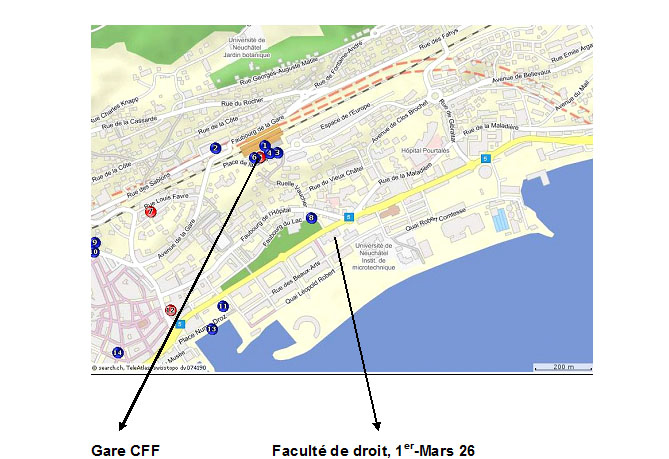 Université de
Neuchâtel
Jardin botanique
Rue des Fahys
Rue de Fontaine-André
Rue Emile Arga
Rue Georges-Auguste Matile
Avenue de Bellevaux
Rue Charles Knapp
Rue du Rocher
Avenue du Mail
Rue de la Cassarde
Rue de la Côte
Faubourg de la Gare
Espace de l'Europe
Avenue de Clos Brochet
Rue de Gibraltar
Rue de la Maladière
1
2
4
3
6
Place de la
Hôpital Pourtalès
5
Rue de la Côte
Rue des Sablons
Ruelle Vaucher
Rue du Vieux Châtel
Rue de la Maladière
Rue Louis Favre
7
Avenue de la Gare
Faubourg de l'Hôpital
Faubourg du Lac
8
5
Quai Robert Comtesse
9
10
Université de
Neuchâtel
Instit. de
microtechnique
Rue des Beaux-Arts
Quai Léopold Robert
12
11
5
Place Numa Droz
13
14
Musée
© search.ch, TeleAtlas, swisstopo dv074190
200 m
Gare CFF
Faculté de droit, 1er-Mars 26